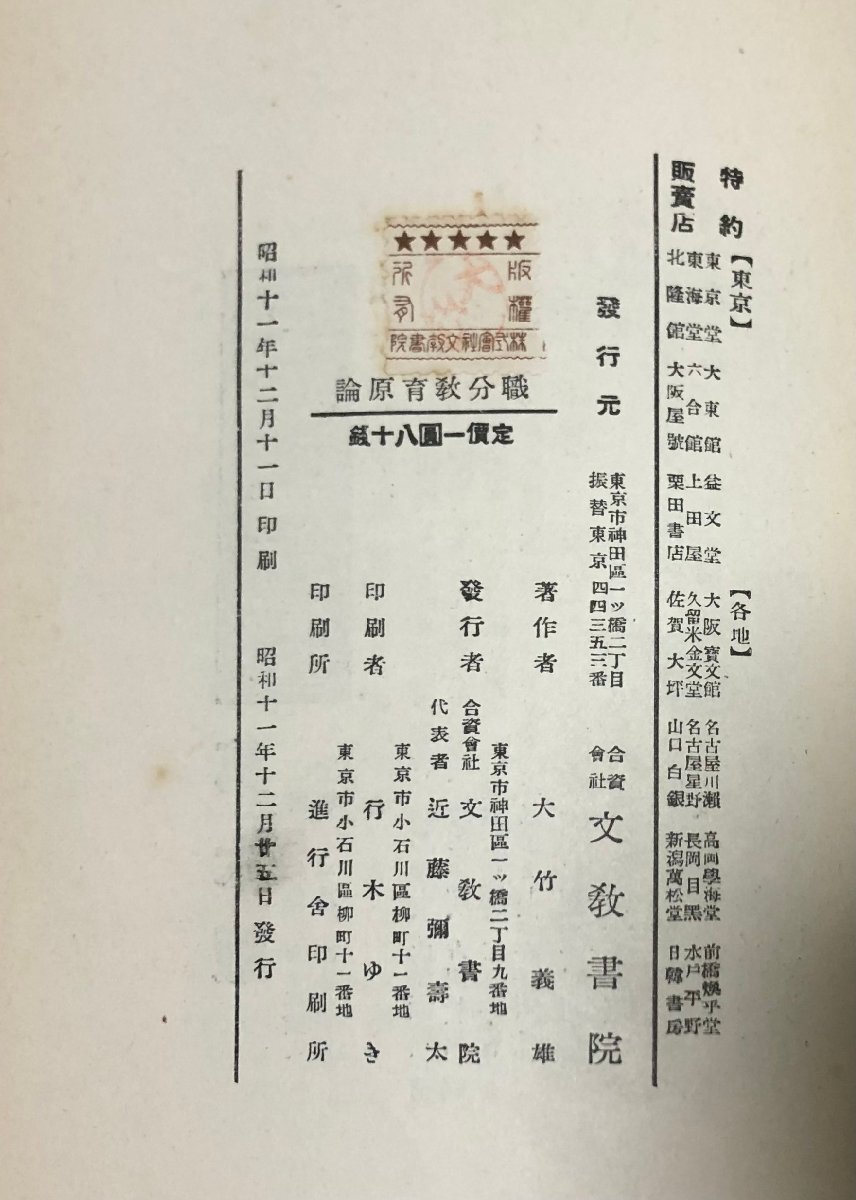 特約販賣店
【東京】
東京堂 大東館 益文堂
東海堂 六合館 上田屋
北隆館 大阪屋號 栗田書店
【各地】
大阪寶文館 名古屋川瀬 高岡學海堂 前橋煥乎堂
久留米金文堂 名古屋星野 長岡目黑 水戸平野
佐賀大坪 山口白銀 新潟萬松堂 日韓書房
發行元
東京市神田區一ツ橋二丁目
振替東京四四三五三番
合資會社 文敎書院
★★★★★
版權
所有
株式會社文敎書院
職分敎育原論
定價一圓八十錢
著作者 大竹義雄
東京市神田區一ツ橋二丁目九番地
發行者 合資會社 文敎書院
代表者 近藤彌壽太
東京市小石川區柳町十一番地
印刷者 行木ゆき
東京市小石川區柳町十一番地
印刷所 進行舍印刷所
昭和十一年十二月十一日印刷
昭和十一年十二月廿五日發行